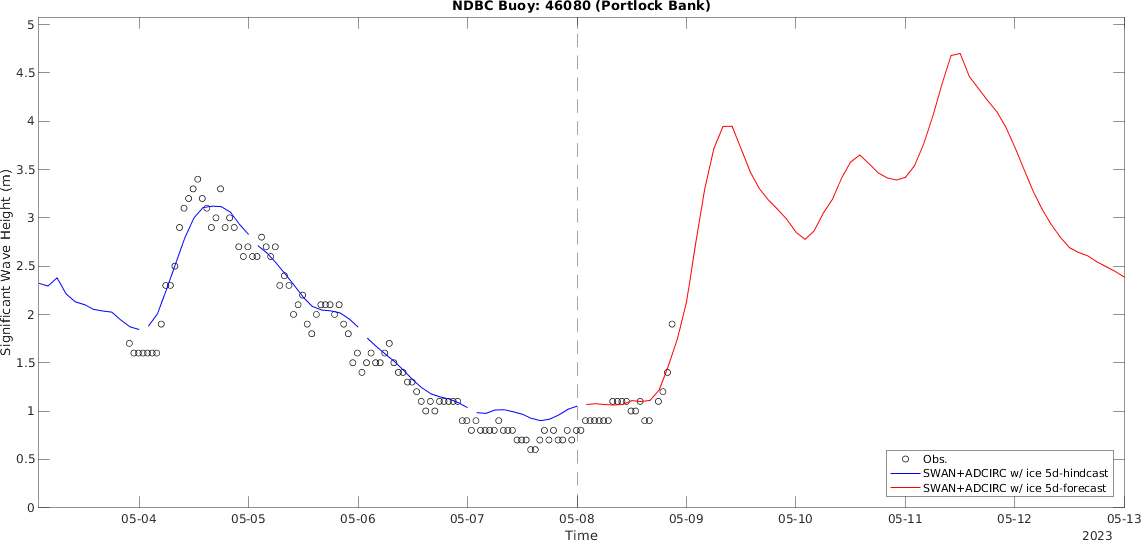 NDBC Buoy: 46080 (Portlock Bank)
5
4.5
4
3.5
3
2.5
2
1.5
1
0.5
0
Significant Wave Height (m)
Obs.
SWAN+ADCIRC w/ ice 5d-hindcast
SWAN+ADCIRC w/ ice 5d-forecast
05-04 05-05 05-06 05-07 05-08 05-09 05-10 05-11 05-12 05-13
Time
2023